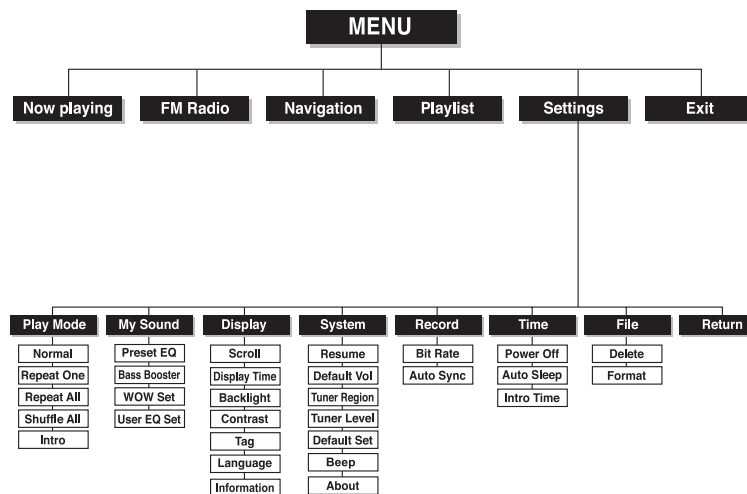 MENU
Now playing
FM Radio
Navigation
Playlist
Settings
Exit
Play Mode
Normal
Repeat One
Repeat All
Shuffle All
Intro
My Sound
Preset EQ
Bass Booster
WOW Set
User EQ Set
Display
Scroll
Display Time
Backlight
Contrast
Tag
Language
Information
System
Resume
Default Vol
Tuner Region
Tuner Level
Default Set
Beep
About
Record
Bit Rate
Auto Sync
Time
Power Off
Auto Sleep
Intro Time
File
Delete
Format
Return